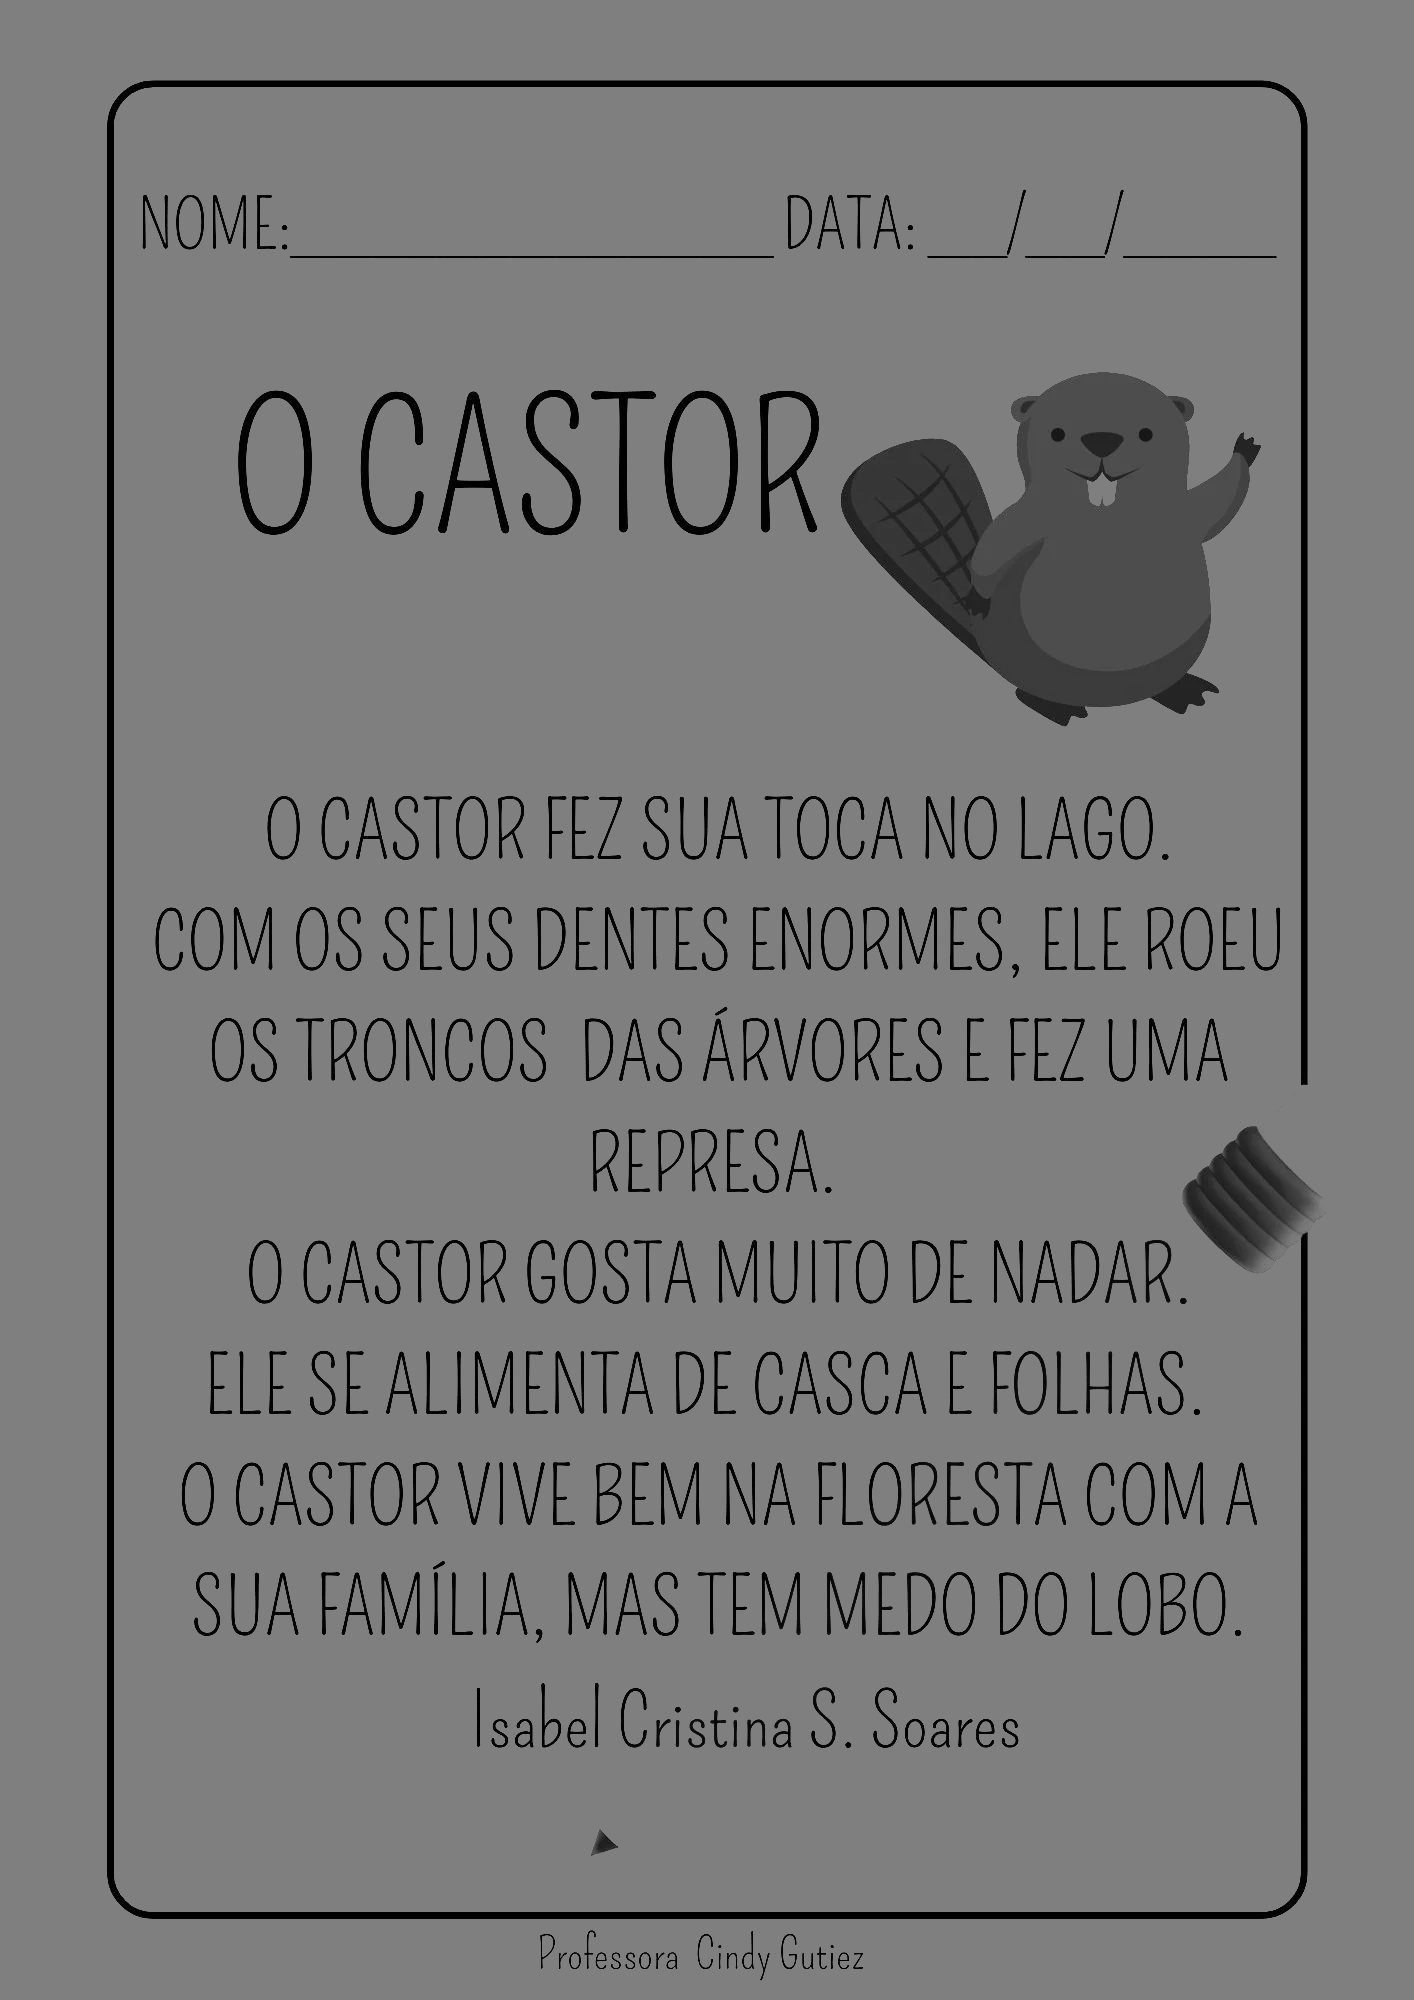 NOME:____________________ DATA: ___/___/______
O CASTOR
O CASTOR FEZ SUA TOCA NO LAGO.
COM OS SEUS DENTES ENORMES, ELE ROEU
OS TRONCOS DAS ÁRVORES E FEZ UMA
REPRESA.
O CASTOR GOSTA MUITO DE NADAR.
ELE SE ALIMENTA DE CASCA E FOLHAS.
O CASTOR VIVE BEM NA FLORESTA COM A
SUA FAMÍLIA, MAS TEM MEDO DO LOBO.
Isabel Cristina S. Soares
Professora Cindy Gutiez